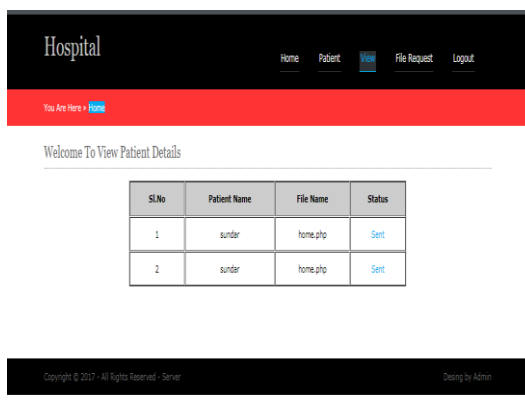 Hospital
Home Patient View File Request Logout
You Are Here » Home
Welcome To View Patient Details
Sl.No Patient Name File Name Status
1 sundar home.php Sent
2 sundar home.php Sent
Copyright © 2017 - All Rights Reserved - Server Desing by Admin